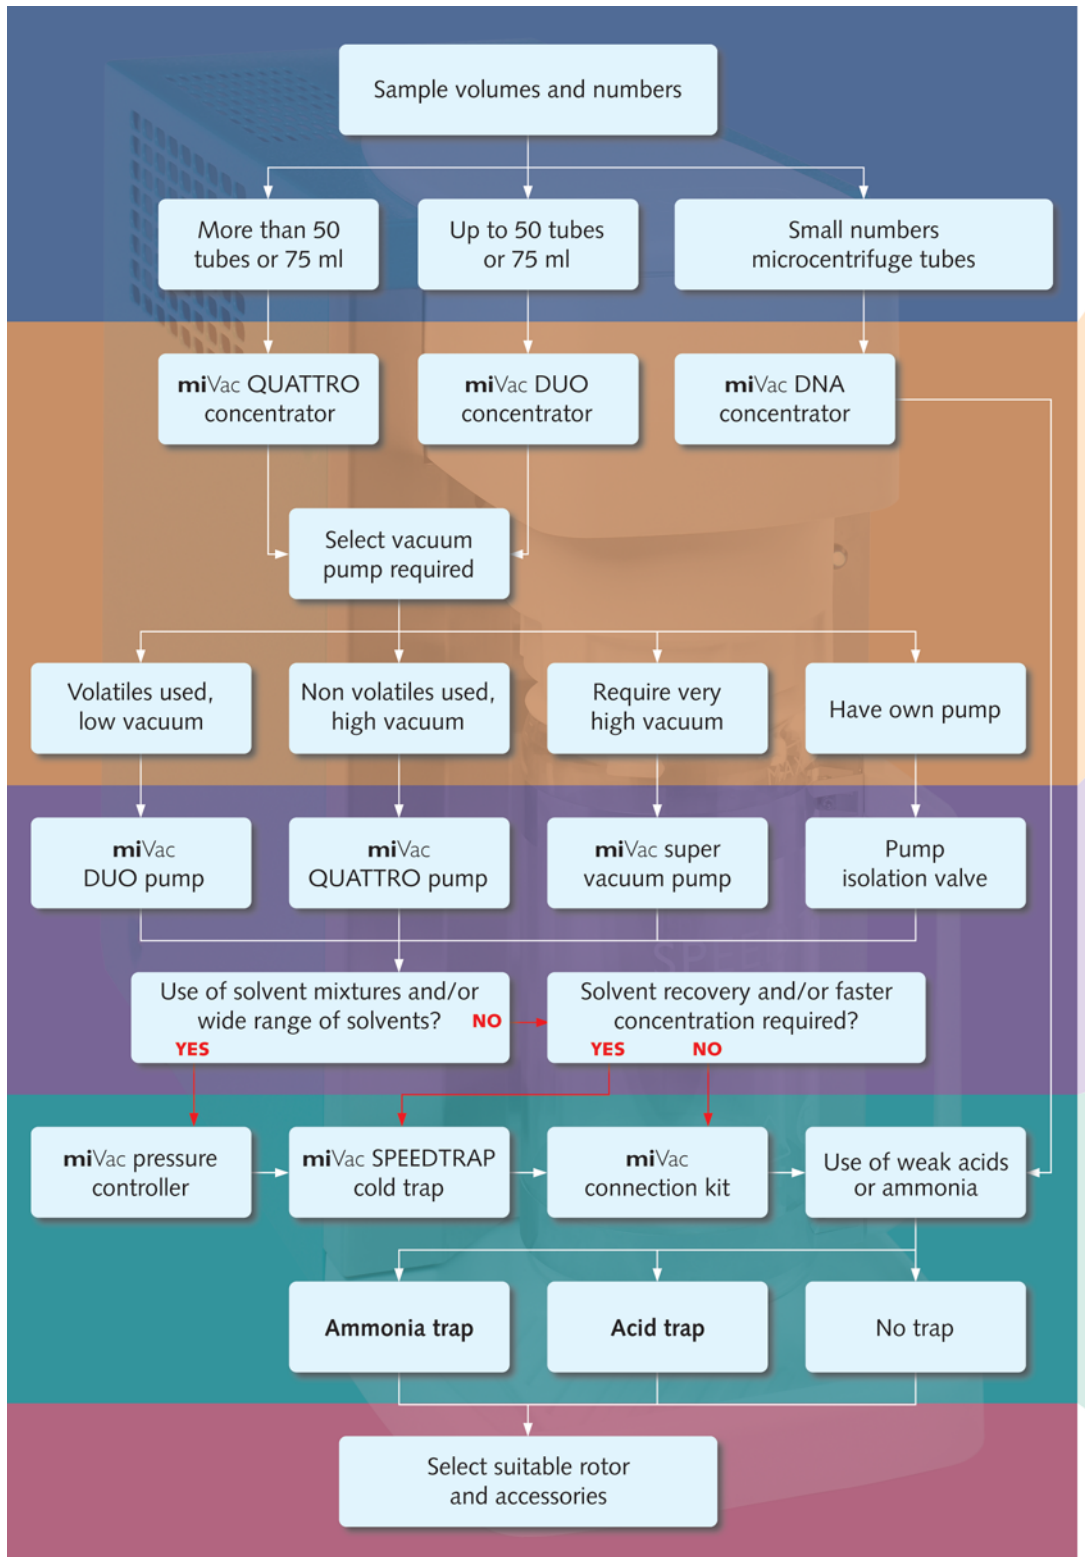 Sample volumes and numbers
More than 50
tubes or 75 ml
Up to 50 tubes
or 75 ml
Small numbers
microcentrifuge tubes
miVac QUATTRO
concentrator
miVac DUO
concentrator
miVac DNA
concentrator
Select vacuum
pump required
Volatiles used,
low vacuum
Non volatiles used,
high vacuum
Require very
high vacuum
Have own pump
miVac
DUO pump
miVac
QUATTRO pump
miVac super
vacuum pump
Pump
isolation valve
Use of solvent mixtures and/or
wide range of solvents?
NO
YES
Solvent recovery and/or faster
concentration required?
YES
NO
miVac pressure
controller
miVac SPEEDTRAP
cold trap
miVac
connection kit
Use of weak acids
or ammonia
Ammonia trap
Acid trap
No trap
Select suitable rotor
and accessories